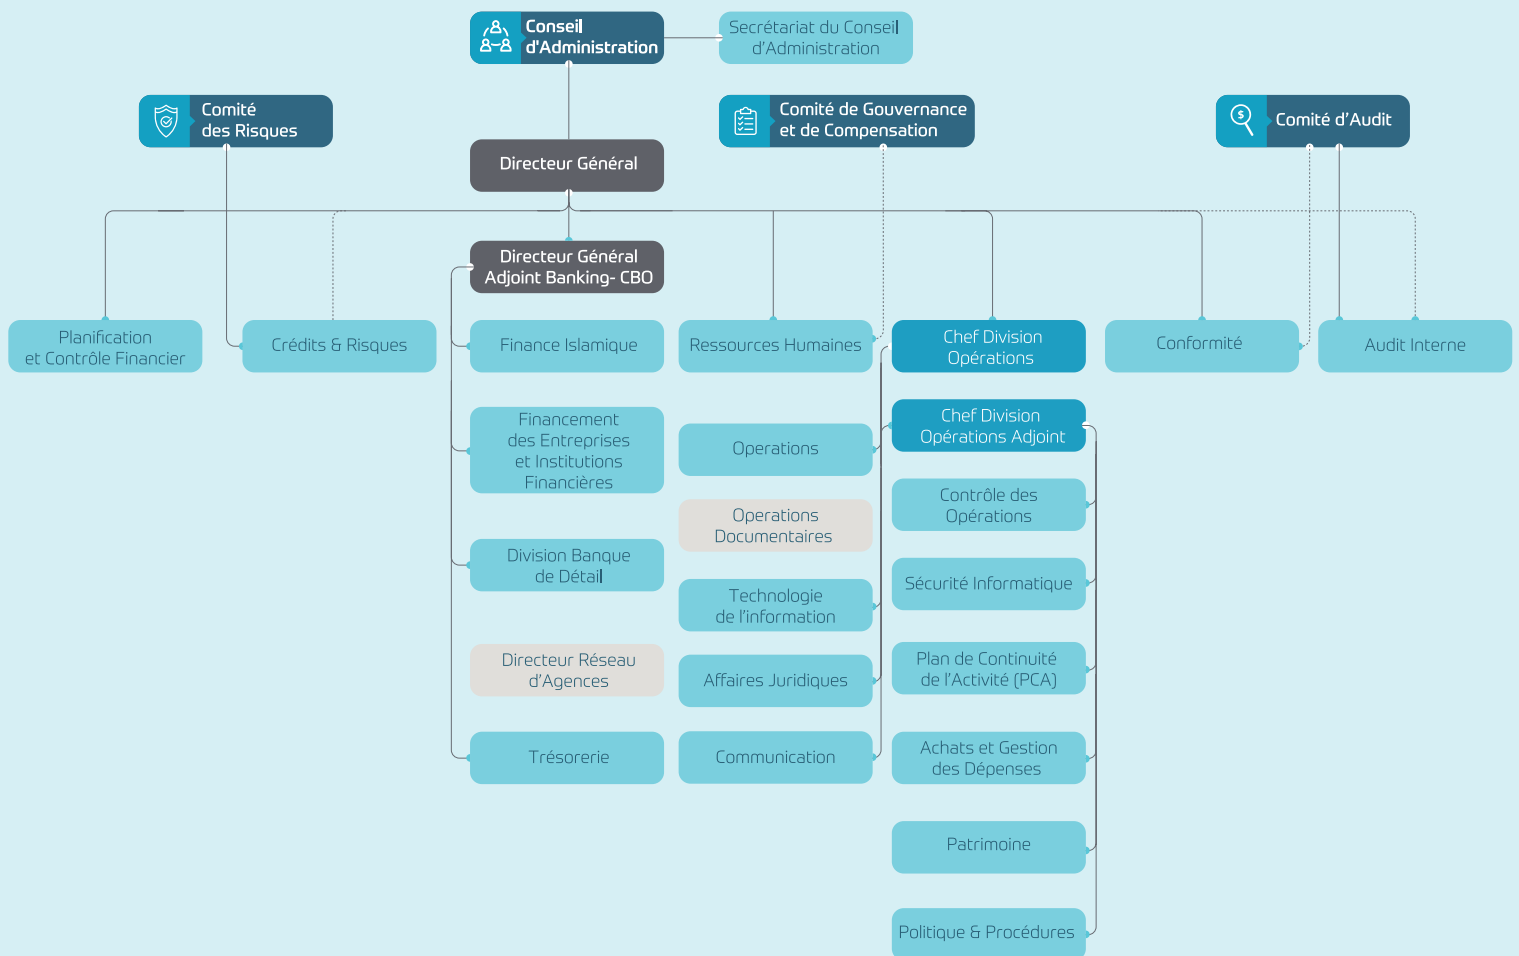 Conseil
d'Administration
Secrétariat du Conseil
d'Administration
Comité
des Risques
Comité de Gouvernance
et de Compensation
Comité d'Audit
Directeur Général
Directeur Général
Adjoint Banking- CBO
Planification
et Contrôle Financier
Crédits & Risques
Finance Islamique
Ressources Humaines
Chef Division
Opérations
Conformité
Audit Interne
Financement
des Entreprises
et Institutions
Financières
Operations
Chef Division
Opérations Adjoint
Operations
Documentaires
Contrôle des
Opérations
Division Banque
de Détail
Technologie
de l'information
Sécurité Informatique
Directeur Réseau
d'Agences
Affaires Juridiques
Plan de Continuité
de l'Activité (PCA)
Trésorerie
Communication
Achats et Gestion
des Dépenses
Patrimoine
Politique & Procédures